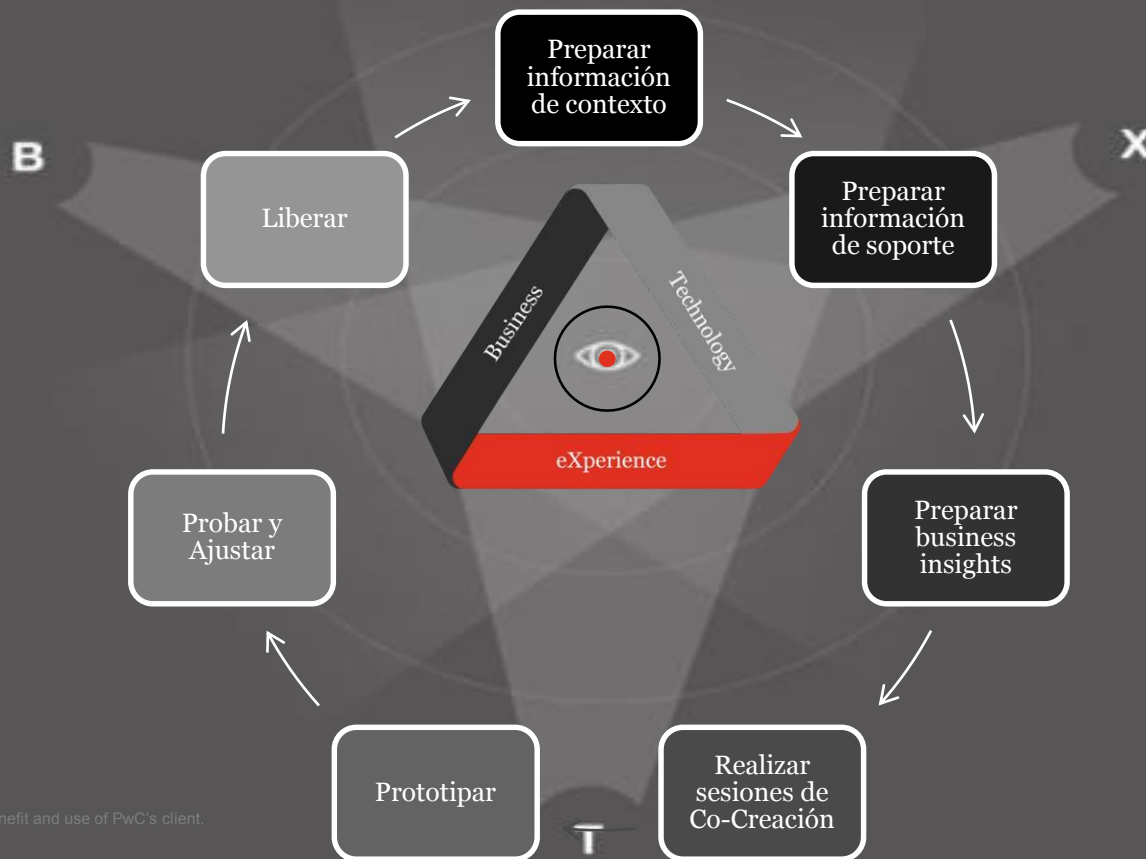 Preparar
información
de contexto
B
X
Liberar
Preparar
información
de soporte
Business
Technology
eXperience
Probar y
Ajustar
Preparar
business
insights
Prototipar
Realizar
sesiones de
Co-Creación
nefit and use of PwC's client.
T